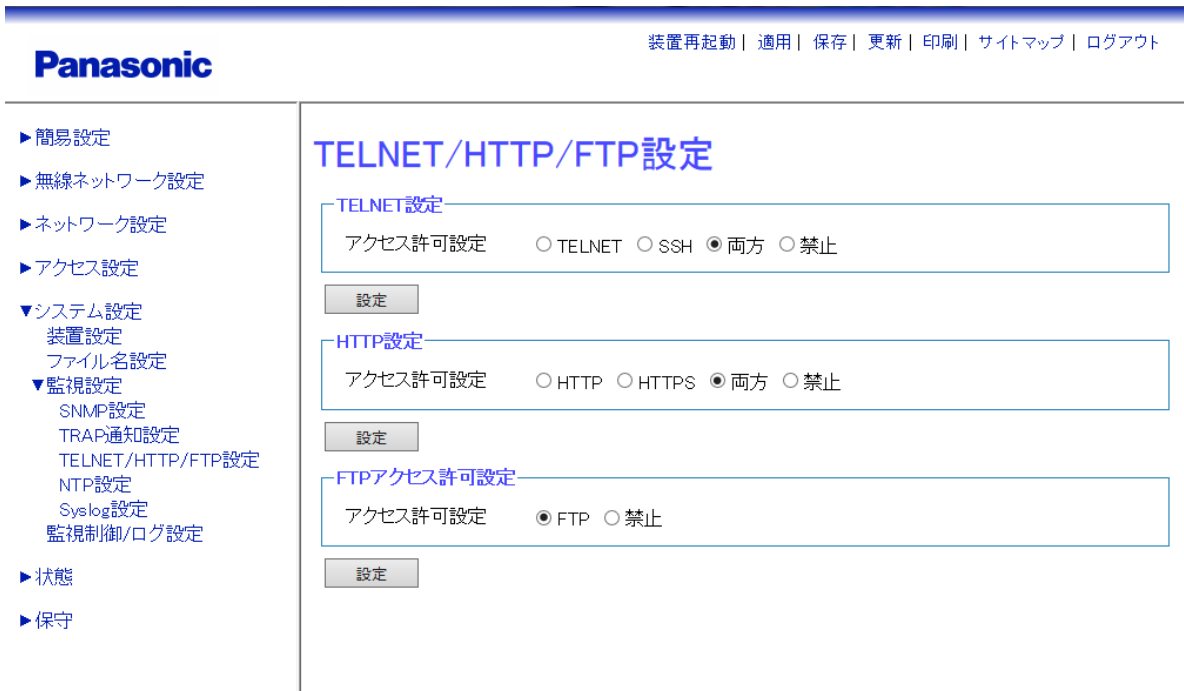 装置再起動| 適用| 保存| 更新| 印刷| サイトマップ| ログアウト
Panasonic
▶簡易設定
▶無線ネットワーク設定
▶ネットワーク設定
▶アクセス設定
▼システム設定
装置設定
ファイル名設定
▼監視設定
SNMP設定
TRAP通知設定
TELNET/HTTP/FTP設定
NTP設定
Syslog設定
監視制御/ログ設定
▶状態
▶保守
TELNET/HTTP/FTP設定
TELNET設定
アクセス許可設定 TELNET SSH 両方 禁止
設定
HTTP設定
アクセス許可設定 HTTP HTTPS 両方 禁止
設定
FTPアクセス許可設定
アクセス許可設定 FTP 禁止
設定